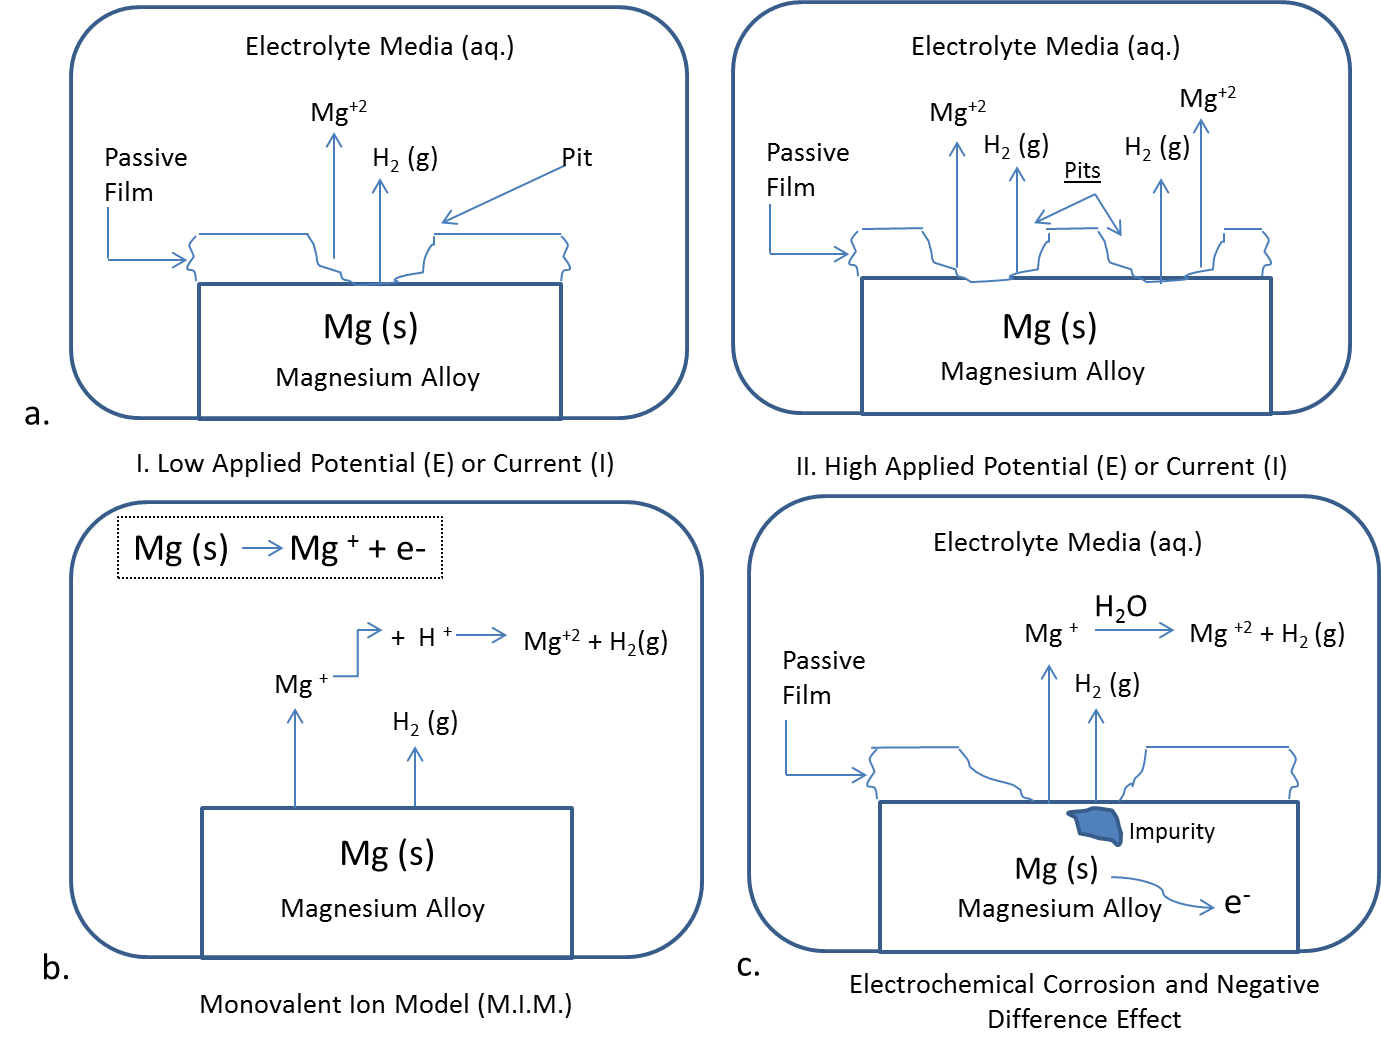 Electrolyte Media (aq.)
Mg+2
H2 (g)
Passive
Film
Pit
Mg (s)
Magnesium Alloy
a.
I. Low Applied Potential (E) or Current (I)
Electrolyte Media (aq.)
Mg+2
Mg+2
H2 (g)
H2 (g)
Passive
Film
Pits
Mg (s)
Magnesium Alloy
II. High Applied Potential (E) or Current (I)
Mg (s) → Mg + + e-
+ H + → Mg+2 + H2(g)
Mg +
H2 (g)
Mg (s)
Magnesium Alloy
b.
Monovalent Ion Model (M.I.M.)
Electrolyte Media (aq.)
H2O
Mg + → Mg +2 + H2 (g)
Passive
Film
H2 (g)
Impurity
Mg (s)
Magnesium Alloy
e-
c.
Electrochemical Corrosion and Negative
Difference Effect